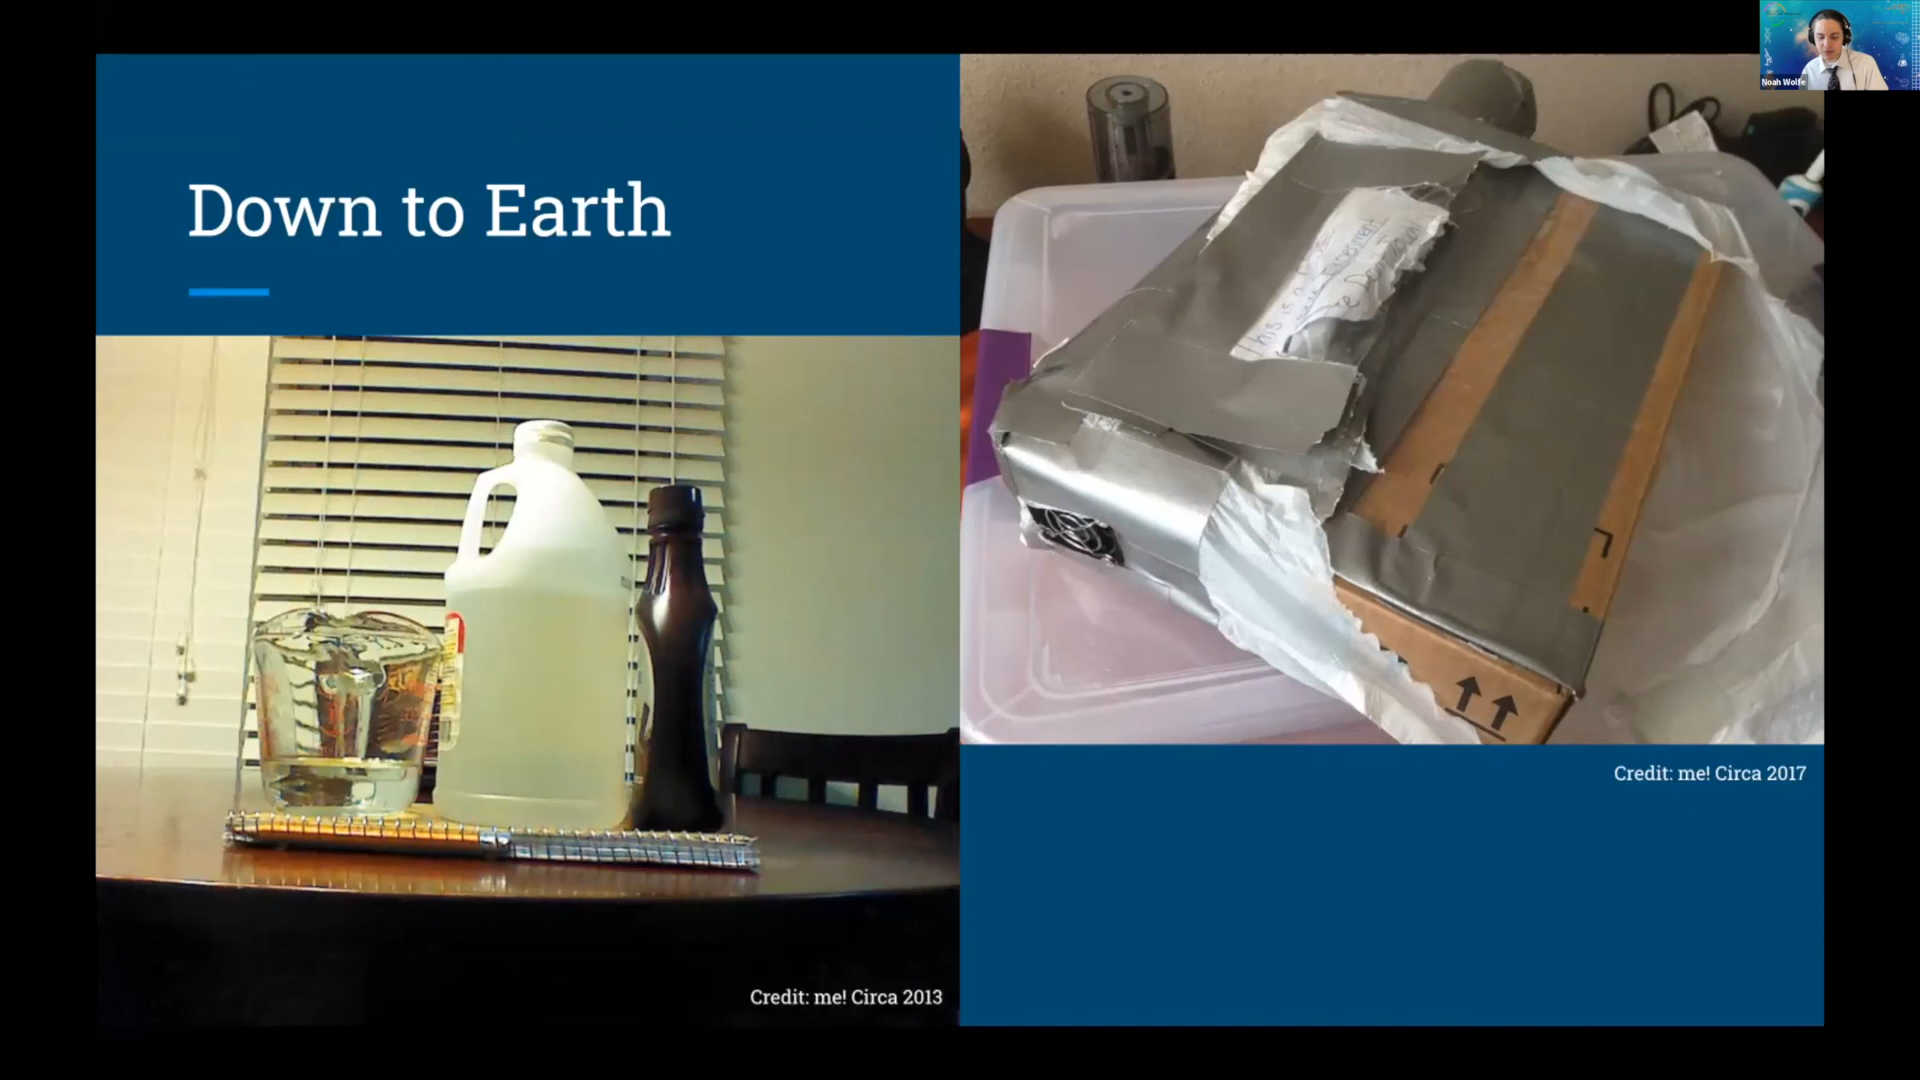 Down to Earth
This is a
Credit: me! Circa 2017
Credit: me! Circa 2013
Noah Wolfe